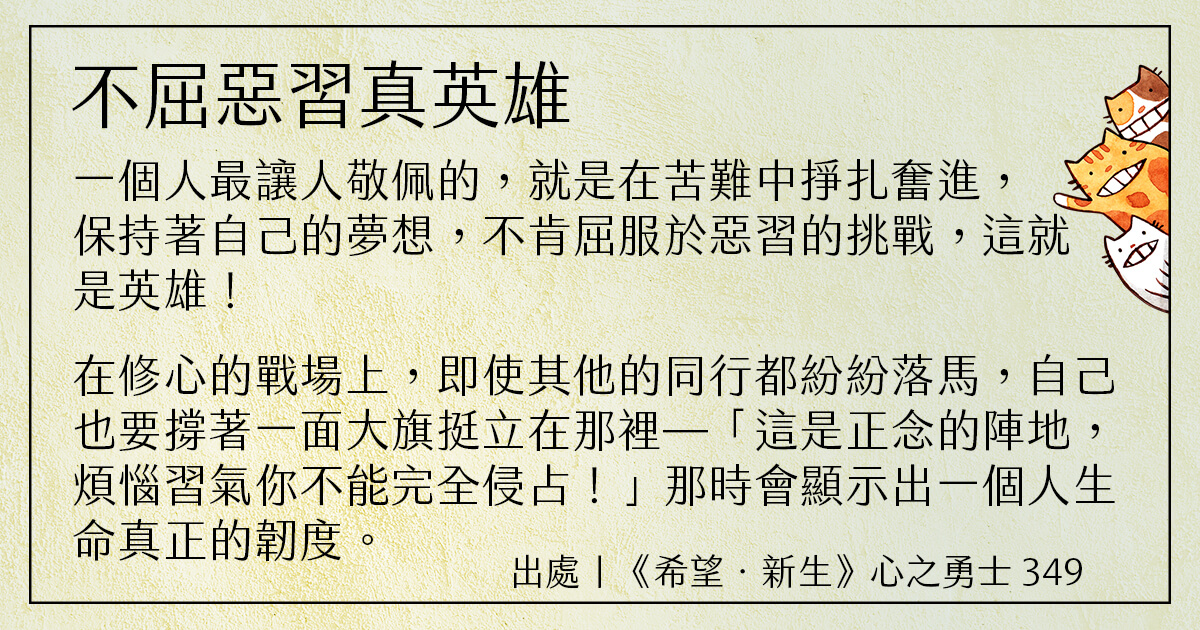 不屈惡習真英雄
一個人最讓人敬佩的，就是在苦難中掙扎奮進，
保持著自己的夢想，不肯屈服於惡習的挑戰，這就
是英雄！
在修心的戰場上，即使其他的同行都紛紛落馬，自己
也要撐著一面大旗挺立在那裡—「這是正念的陣地，
煩惱習氣你不能完全侵占！」那時會顯示出一個人生
命真正的韌度。
出處｜《希望．新生》心之勇士 349